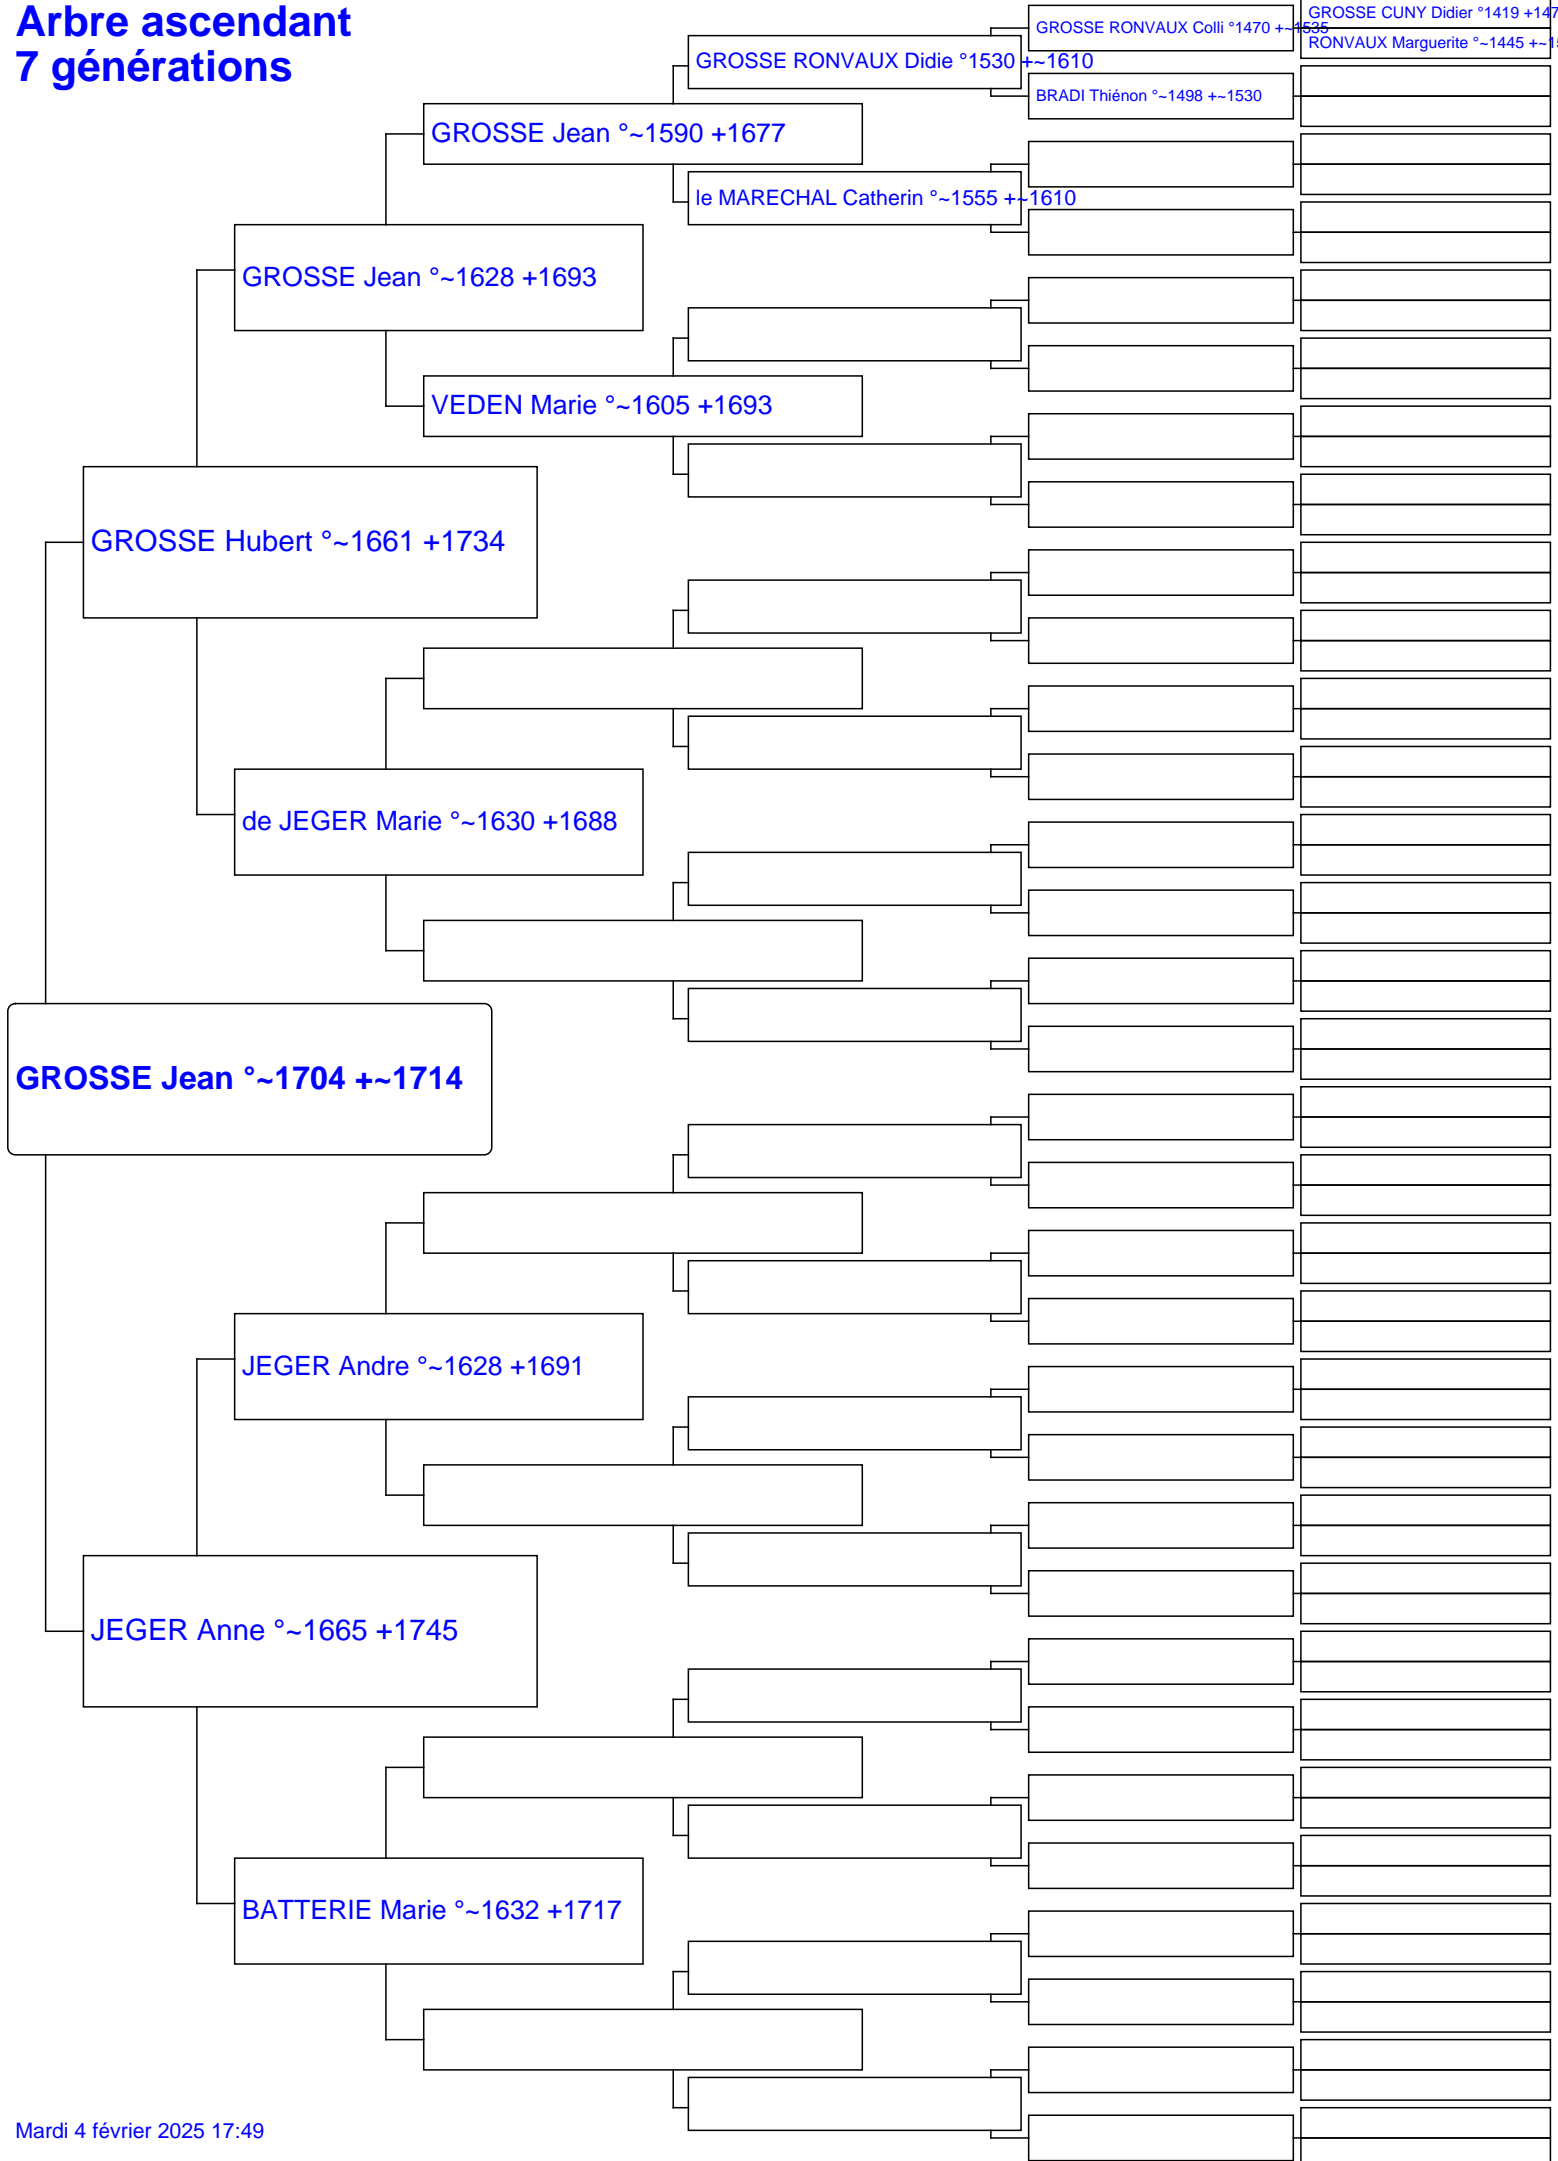 Arbre ascendant
7 générations
GROSSE CUNY Didier °1419
GROSSE RONVAUX Colli °1470 +~1535
RONVAUX Marguerite °~1445
GROSSE RONVAUX Didie °1530 +~1610
BRADI Thiénon °~1498 +~1530
GROSSE Jean °~1590 +1677
le MARECHAL Catherin °~1555 +~1610
GROSSE Jean °~1628 +1693
VEDEN Marie °~1605 +1693
GROSSE Hubert °~1661 +1734
de JEGER Marie °~1630 +1688
GROSSE Jean °~1704 +~1714
JEGER Andre °~1628 +1691
JEGER Anne °~1665 +1745
BATTERIE Marie °~1632 +1717
Mardi 4 février 2025 17:49